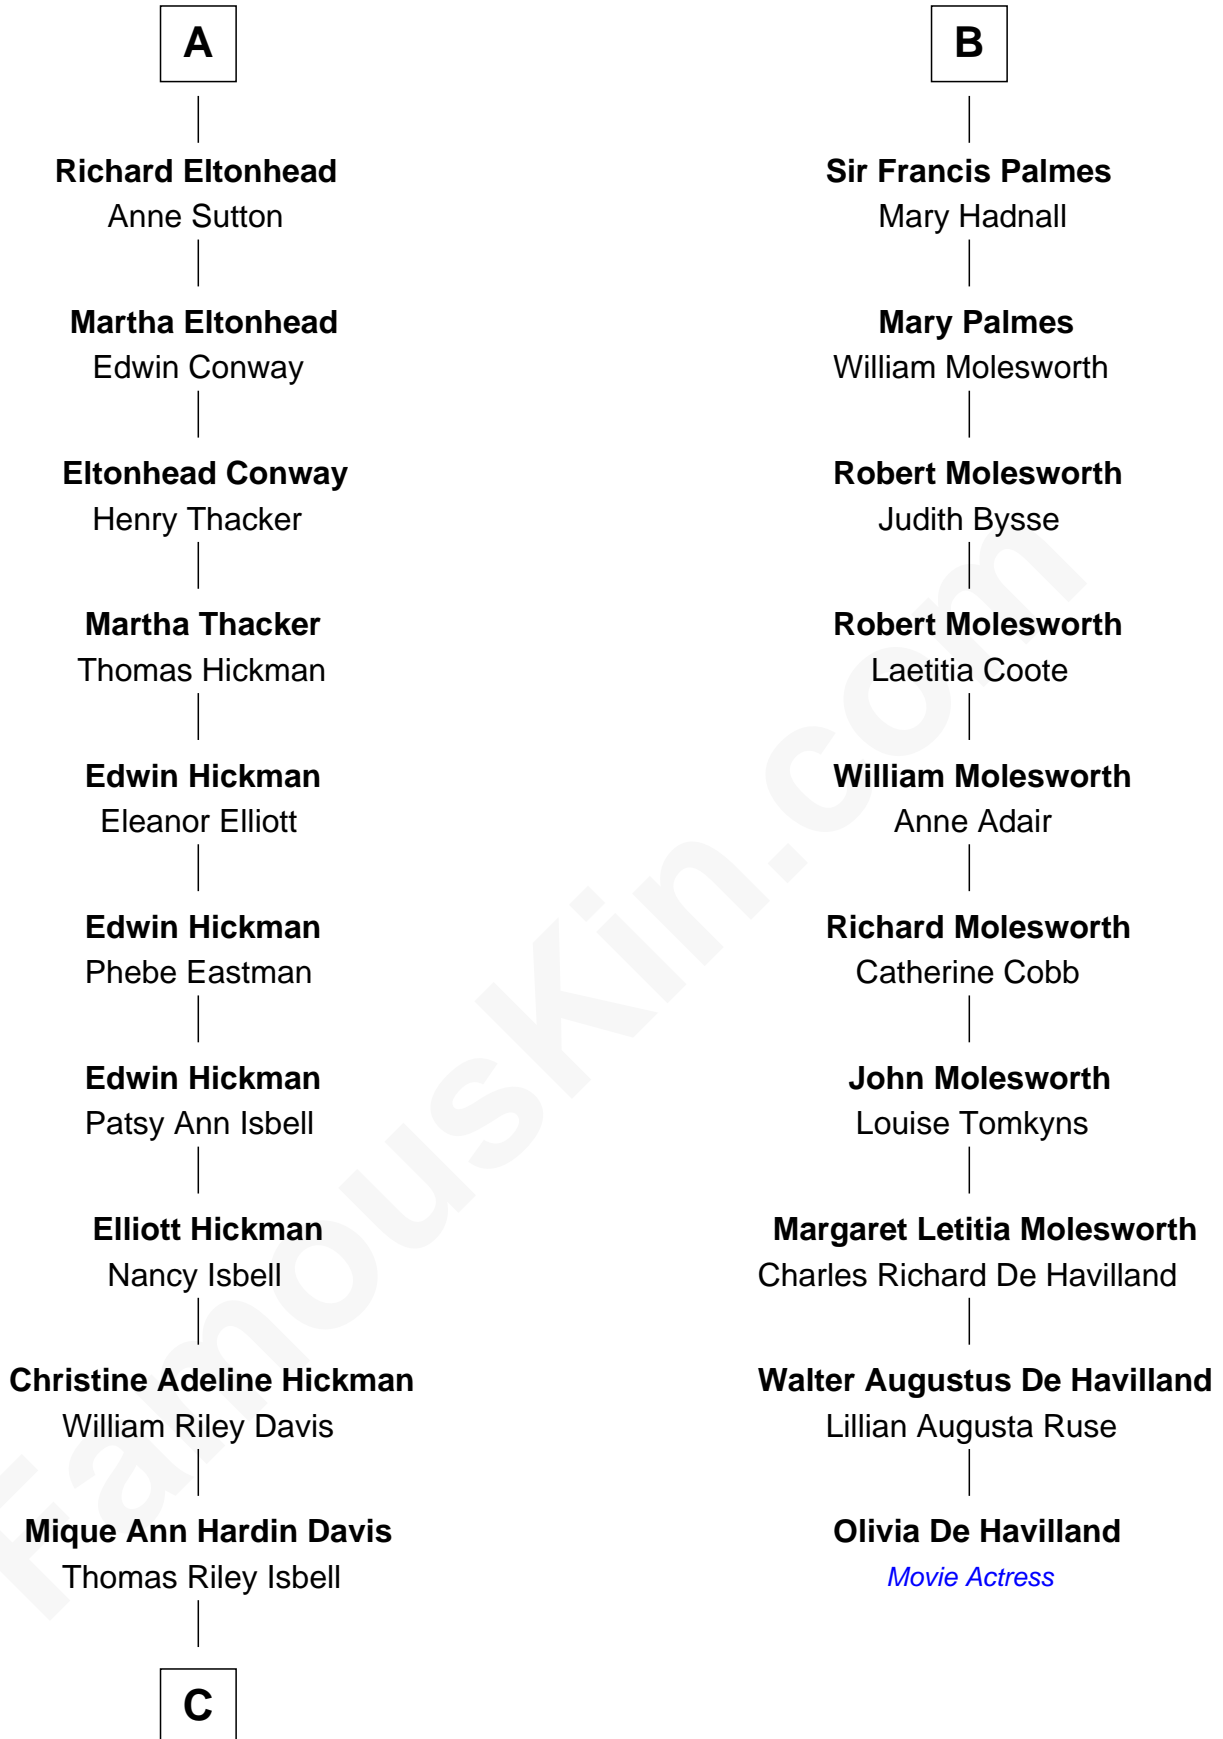 A
Richard Eltonhead
Anne Sutton
Martha Eltonhead
Edwin Conway
Eltonhead Conway
Henry Thacker
Martha Thacker
Thomas Hickman
Edwin Hickman
Eleanor Elliott
Edwin Hickman
Phebe Eastman
Edwin Hickman
Patsy Ann Isbell
Elliott Hickman
Nancy Isbell
Christine Adeline Hickman
William Riley Davis
Mique Ann Hardin Davis
Thomas Riley Isbell
C
B
Sir Francis Palmes
Mary Hadnall
Mary Palmes
William Molesworth
Robert Molesworth
Judith Bysse
Robert Molesworth
Laetitia Coote
William Molesworth
Anne Adair
Richard Molesworth
Catherine Cobb
John Molesworth
Louise Tomkyns
Margaret Letitia Molesworth
Charles Richard De Havilland
Walter Augustus De Havilland
Lillian Augusta Ruse
Olivia De Havilland
Movie Actress
FamousKin.com